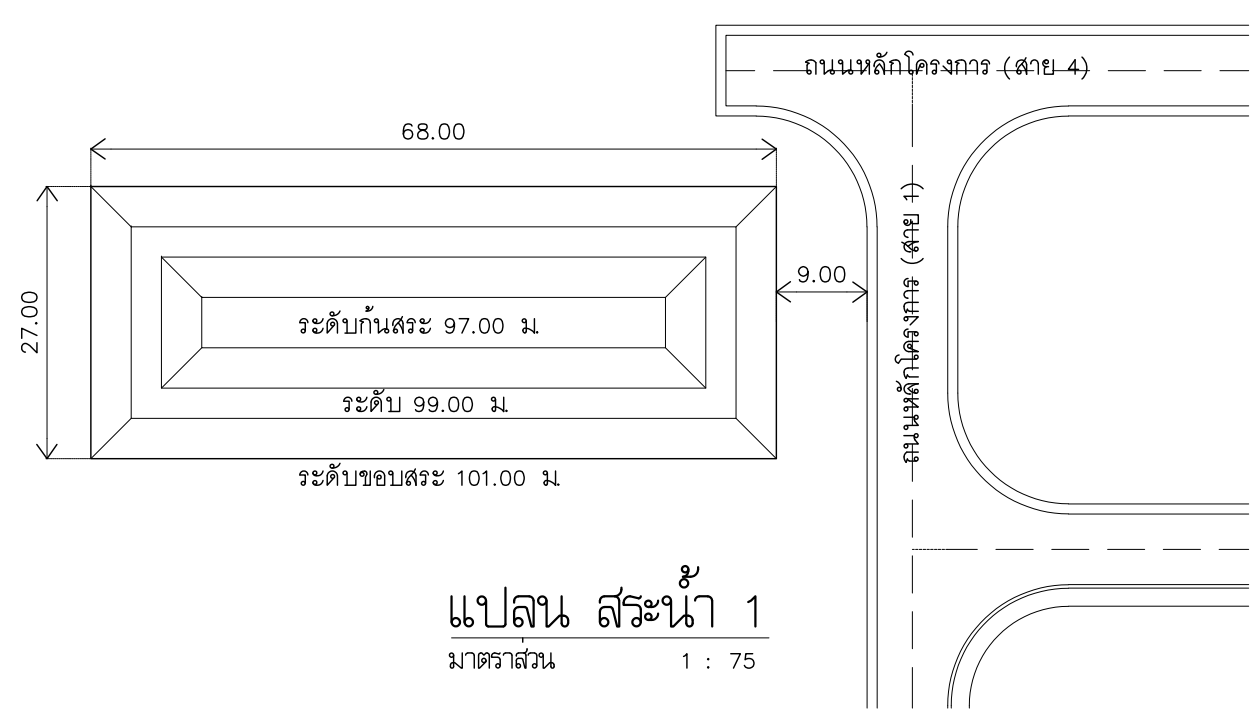 ถนนหลักโครงการ (สาย 4)
68.00
ถนนหลักโครงการ (สาย 1)
9.00
27.00
ระดับก้นสระ 97.00 ม.
ระดับ 99.00 ม.
ระดับขอบสระ 101.00 ม.
แปลน สระน้ำ 1
มาตราส่วน 1 : 75